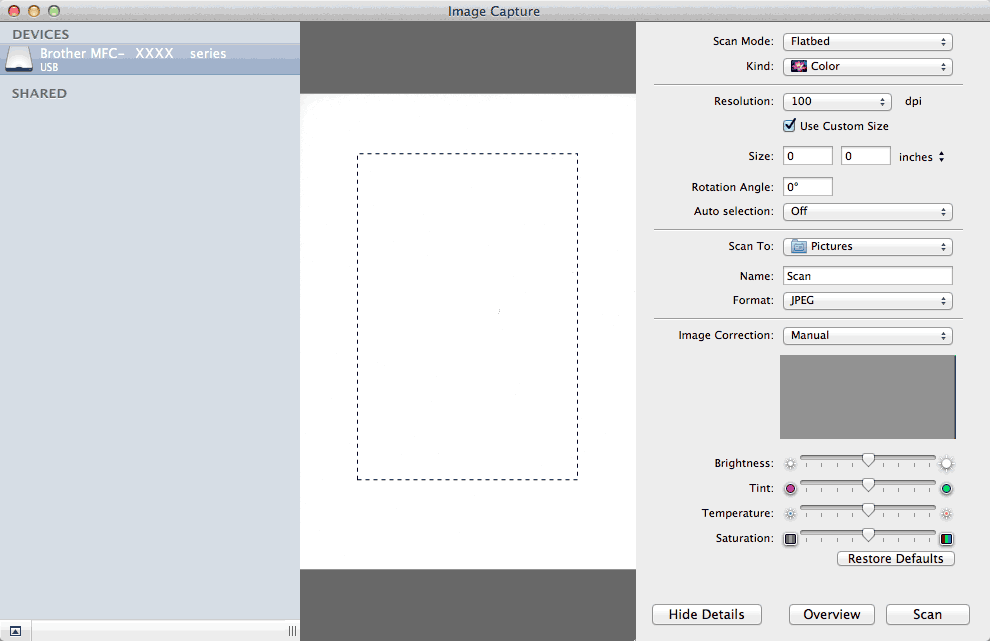 Image Capture
DEVICES
Brother MFC- XXXX series
USB
SHARED
Scan Mode: Flatbed
Kind: Color
Resolution: 100 dpi
Use Custom Size
Size: 0 0 inches
Rotation Angle: 0°
Auto selection: Off
Scan To: Pictures
Name: Scan
Format: JPEG
Image Correction: Manual
Brightness:
Tint:
Temperature:
Saturation:
Restore Defaults
Hide Details Overview Scan